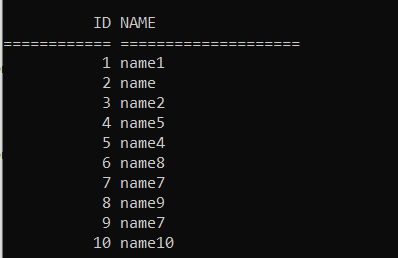 ID NAME
============ ====================
1 name1
2 name
3 name2
4 name5
5 name4
6 name8
7 name7
8 name9
9 name7
10 name10